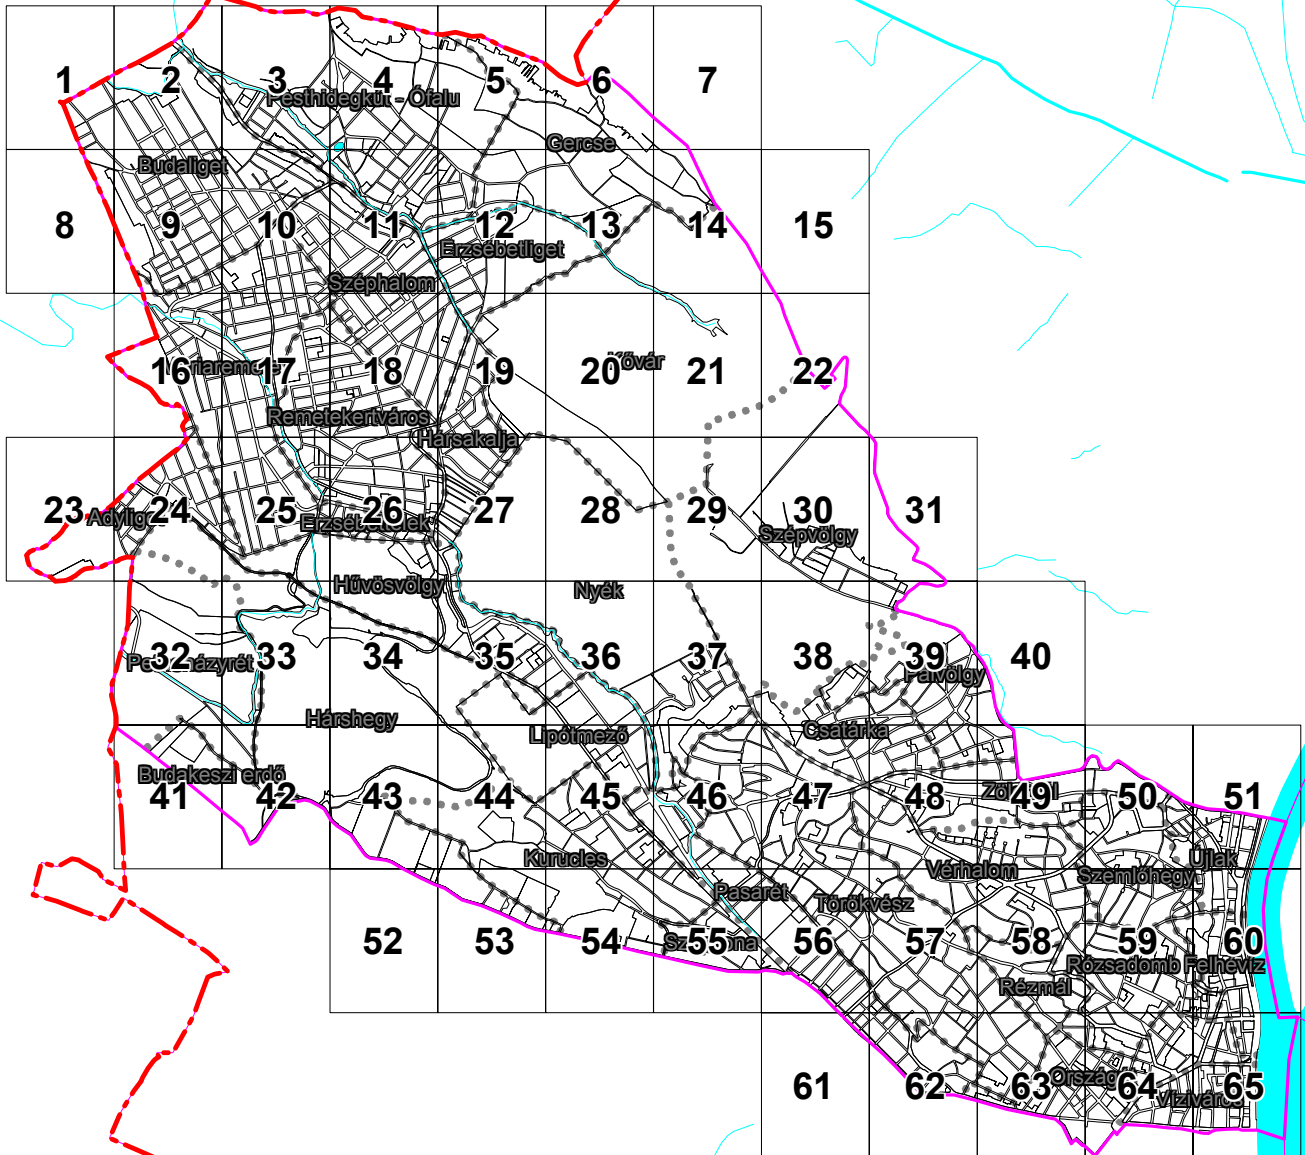 1 2 3 4 5 6 7
Pesthidegkút - Ófalu
Gercse
Budaliget
8 9 10 11 12 13 14 15
Erzsébetliget
Széphalom
16 17 18 19 20 21 22
Kővár
Remetekertváros
Hársakalja
23 24 25 26 27 28 29 30 31
Szépvölgy
Hűvösvölgy
Nyék
32 33 34 35 36 37 38 39 40
Pálvölgy
Hárshegy
Lipótmező
Csatárka
Budakeszi erdő
41 42 43 44 45 46 47 48 49 50 51
Kurucles
Újlak
Vérhalom
Szemlőhegy
Pasarét
Törökvész
52 53 54 55 56 57 58 59 60
Rózsadomb
Felhévíz
Rézmál
61 62 63 64 65